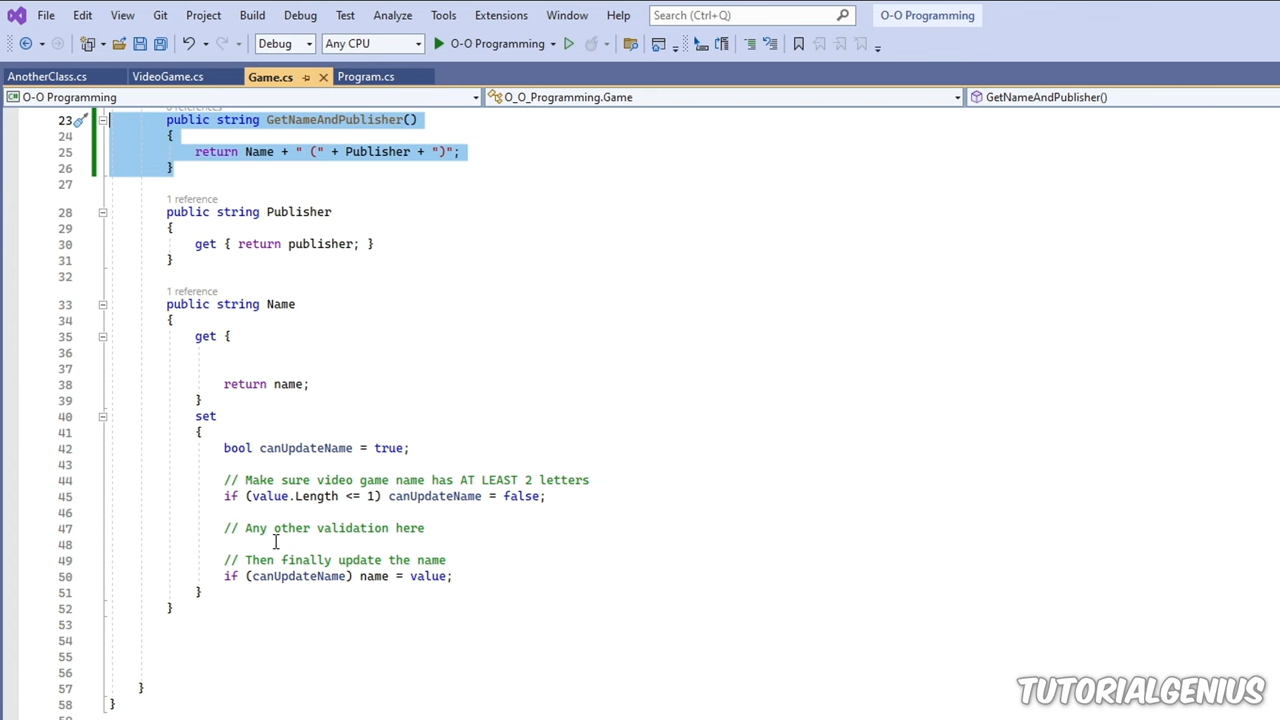 File Edit View Git Project Build Debug Test Analyze Tools Extensions Window Help Search (Ctrl+Q) O-O Programming
Debug Any CPU O-O Programming
AnotherClass.cs VideoGame.cs Game.cs Program.cs
O-O Programming O_O_Programming.Game GetNameAndPublisher()
23 public string GetNameAndPublisher()
24 {
25 return Name + " (" + Publisher + ")";
26 }
27
1 reference
28 public string Publisher
29 {
30 get { return publisher; }
31 }
32
1 reference
33 public string Name
34 {
35 get {
36
37
38 return name;
39 }
40 set
41 {
42 bool canUpdateName = true;
43
44 // Make sure video game name has AT LEAST 2 letters
45 if (value.Length <= 1) canUpdateName = false;
46
47 // Any other validation here
48
49 // Then finally update the name
50 if (canUpdateName) name = value;
51 }
52 }
53
54
55
56
57 }
58 }
TUTORIALGENIUS